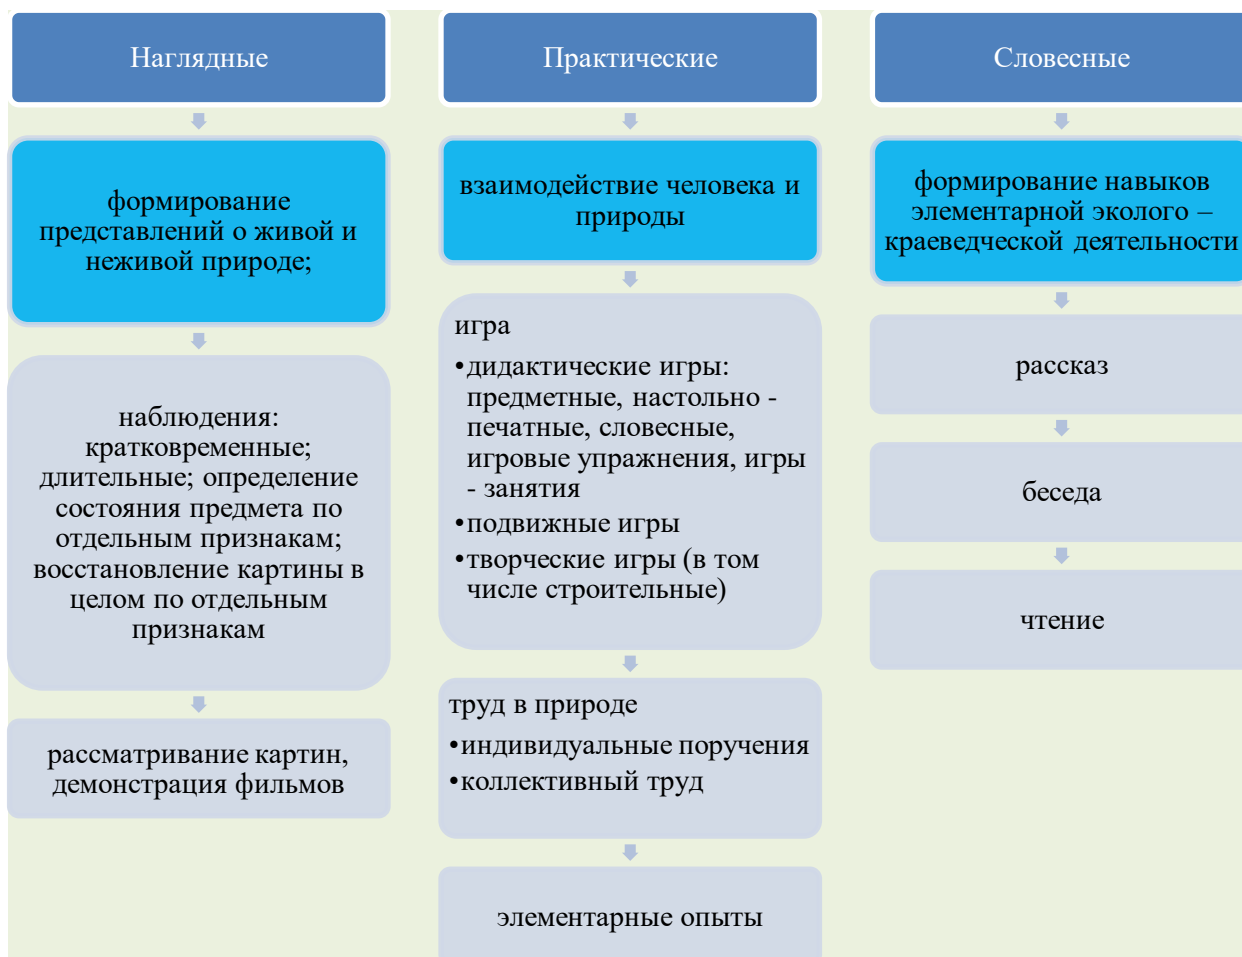 Наглядные
формирование
представлений о живой и
неживой природе;
наблюдения:
кратковременные;
длительные; определение
состояния предмета по
отдельным признакам;
восстановление картины в
целом по отдельным
признакам
рассматривание картин,
демонстрация фильмов
Практические
взаимодействие человека и
природы
игра
•дидактические игры:
предметные, настольно -
печатные, словесные,
игровые упражнения, игры
- занятия
•подвижные игры
•творческие игры (в том
числе строительные)
труд в природе
•индивидуальные поручения
•коллективный труд
элементарные опыты
Словесные
формирование навыков
элементарной эколого –
краеведческой деятельности
рассказ
беседа
чтение